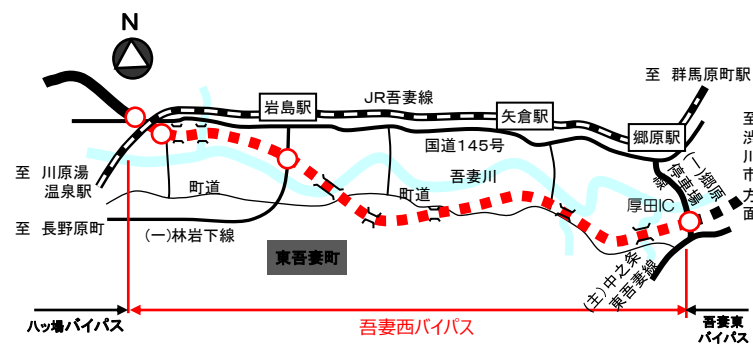 N
至 群馬原町駅
JR吾妻線
岩島駅
矢倉駅
郷原駅
至
渋
川
市
方
面
国道145号
(一)郷原
停車場
線
至 川原湯
温泉駅
町道
町道
吾妻川
厚田IC
至 長野原町
(一)林岩下線
東吾妻町
(主)中之条
東吾妻線
八ッ場バイパス
吾妻西バイパス
吾妻東
バイパス